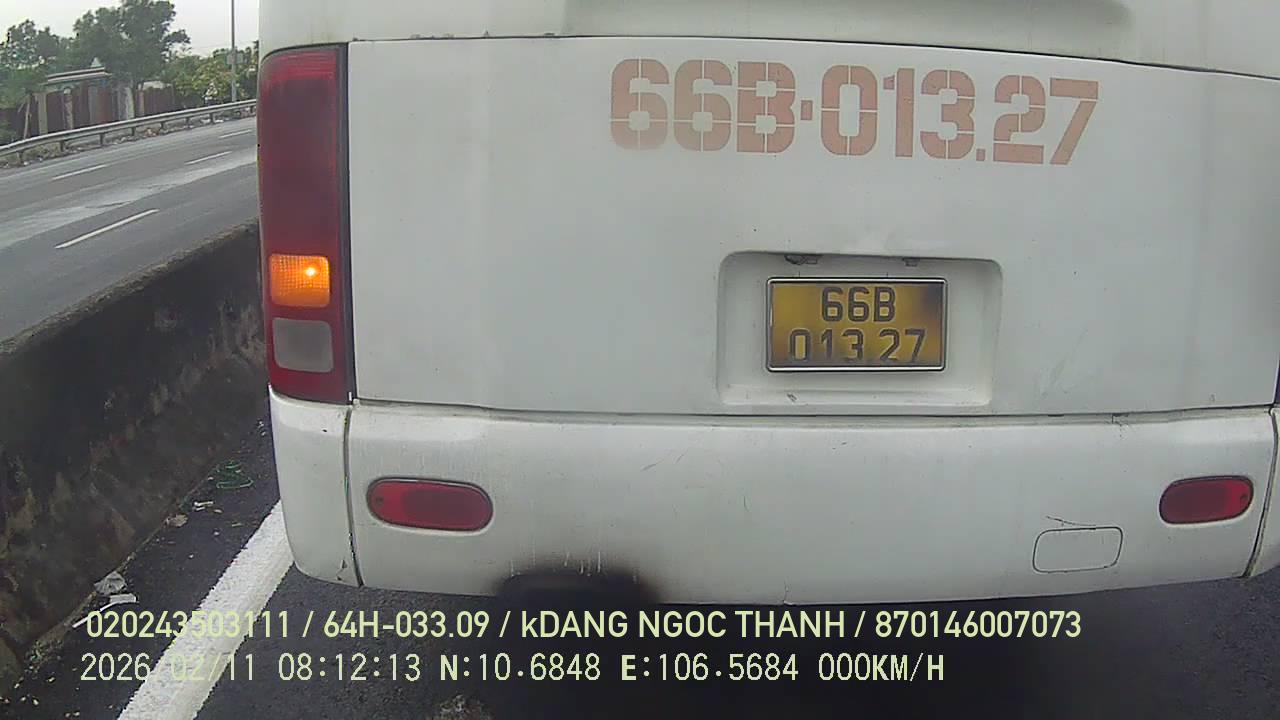 66B-013.27
66B
013.27
020243503111 / 64H-033.09 / kDANG NGOC THANH / 870146007073
2026/02/11 08:12:13 N:10.6848 E:106.5684 000KM/H